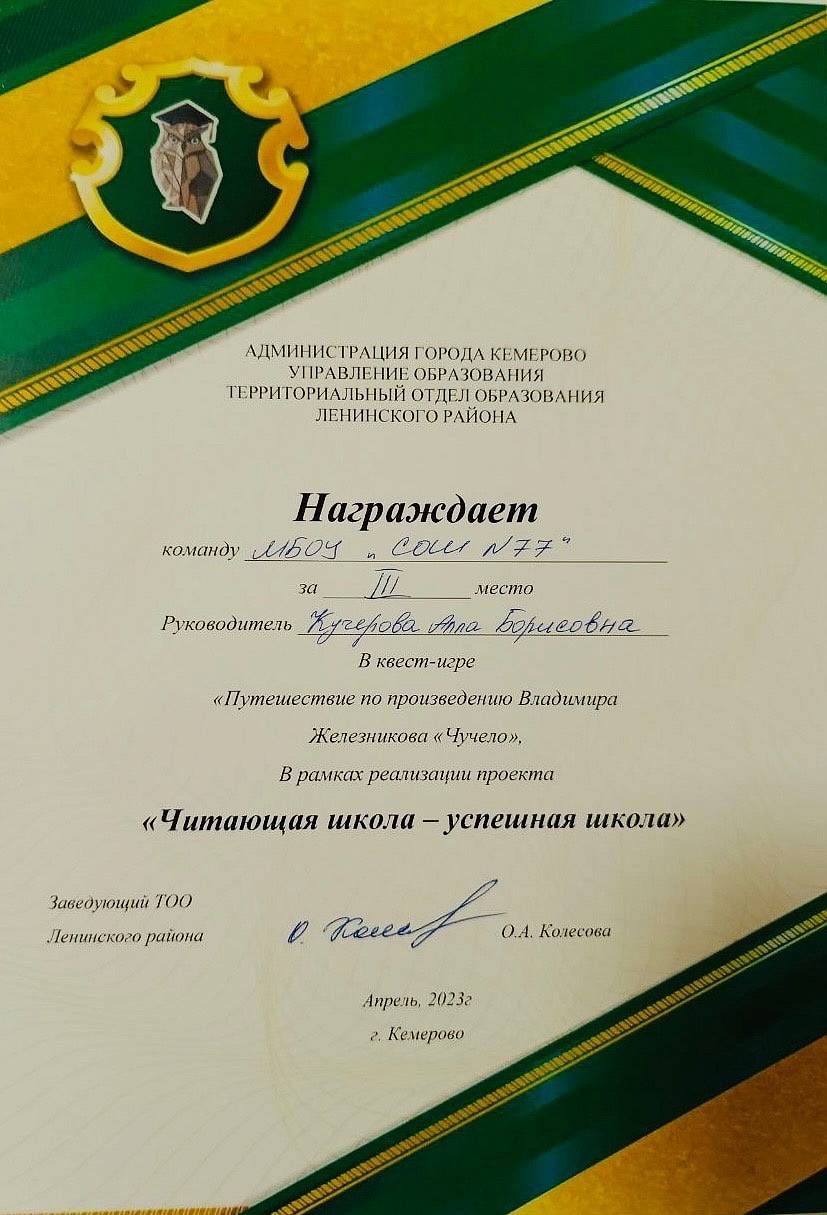 АДМИНИСТРАЦИЯ ГОРОДА КЕМЕРОВО
УПРАВЛЕНИЕ ОБРАЗОВАНИЯ
ТЕРРИТОРИАЛЬНЫЙ ОТДЕЛ ОБРАЗОВАНИЯ
ЛЕНИНСКОГО РАЙОНА
Награждает
команду МБОУ „СОШ N77"
за III место
Руководитель Кучерова Алла Борисовна
В квест-игре
«Путешествие по произведению Владимира
Железникова «Чучело»,
В рамках реализации проекта
«Читающая школа – успешная школа»
Заведующий ТОО
Ленинского района О.А. Колесова
Апрель, 2023г
г. Кемерово